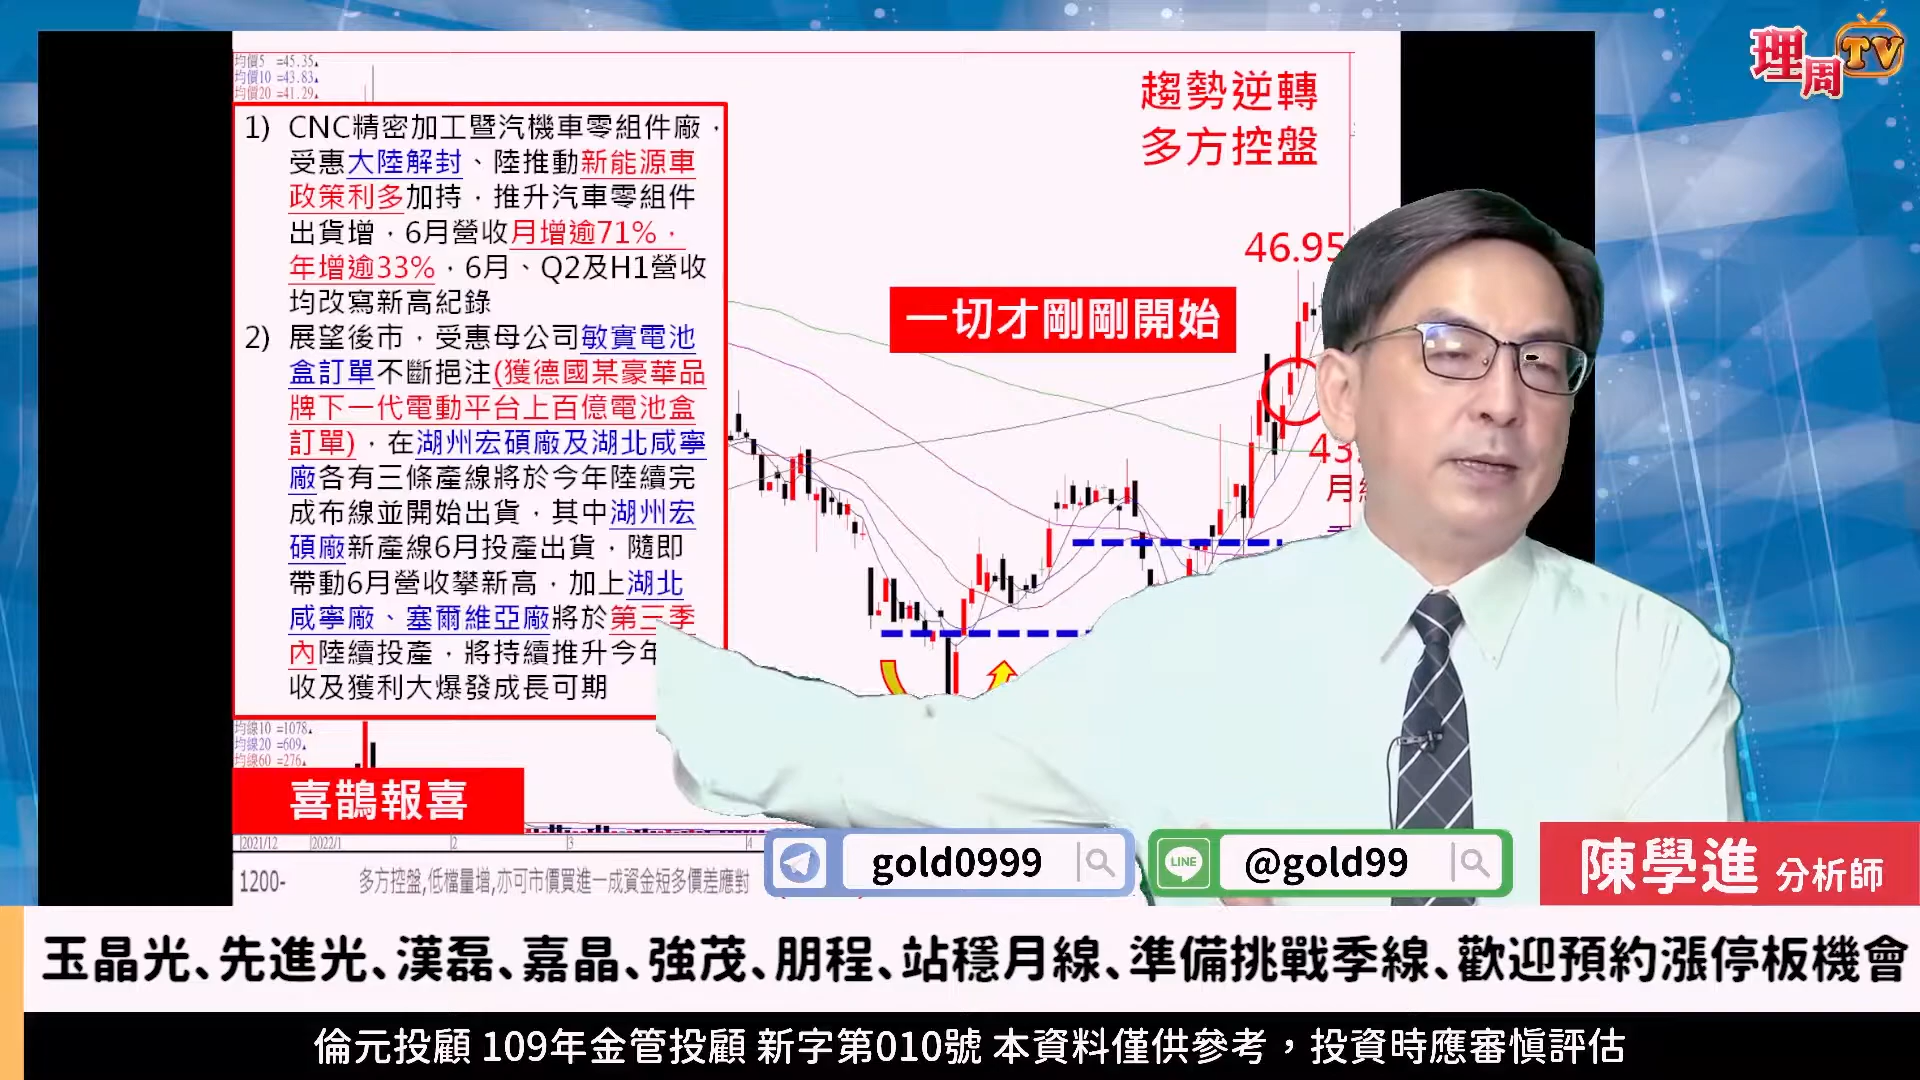 理周TV
均價5 =45.35
均價10 =43.83
均價20 =41.29
趨勢逆轉
多方控盤
1) CNC精密加工暨汽機車零組件廠，
受惠大陸解封、陸推動新能源車
政策利多加持，推升汽車零組件
出貨增，6月營收月增逾71%，
年增逾33%，6月、Q2及H1營收
均改寫新高紀錄
2) 展望後市，受惠母公司敏實電池
盒訂單不斷挹注(獲德國某豪華品
牌下一代電動平台上百億電池盒
訂單)，在湖州宏碩廠及湖北咸寧
廠各有三條產線將於今年陸續完
成布線並開始出貨，其中湖州宏
碩廠新產線6月投產出貨，隨即
帶動6月營收攀新高，加上湖北
咸寧廠、塞爾維亞廠將於第三季
內陸續投產，將持續推升今年
收及獲利大爆發成長可期
46.95
一切才剛剛開始
43.
月
均線10 =1078
均線20 =609
均線60 =276
喜鵲報喜
2021/12 2022/1 2 3 4
1200-
多方控盤,低檔量增,亦可市價買進一成資金短多價差應對
gold0999
LINE @gold99
陳學進 分析師
玉晶光、先進光、漢磊、嘉晶、強茂、朋程、站穩月線、準備挑戰季線、歡迎預約漲停板機會
倫元投顧 109年金管投顧 新字第010號 本資料僅供參考，投資時應審慎評估